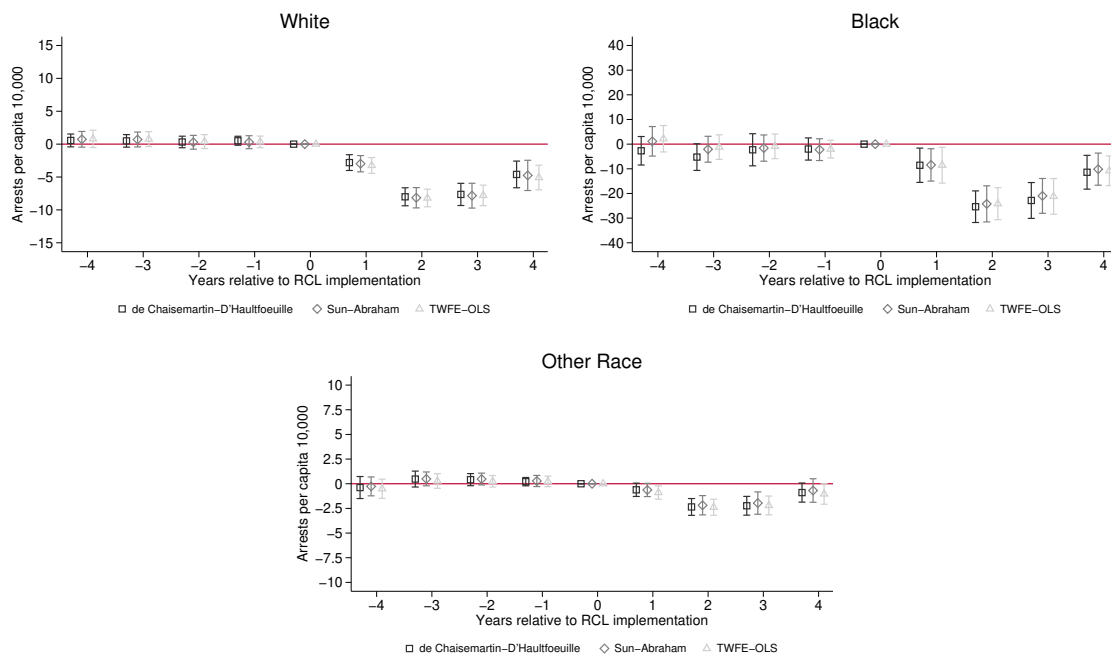 White
Arrests per capita 10,000
15
10
5
0
−5
−10
−15
−4 −3 −2 −1 0 1 2 3 4
Years relative to RCL implementation
de Chaisemartin−D'Haultfoeuille Sun−Abraham TWFE−OLS
Black
Arrests per capita 10,000
40
30
20
10
0
−10
−20
−30
−40
−4 −3 −2 −1 0 1 2 3 4
Years relative to RCL implementation
de Chaisemartin−D'Haultfoeuille Sun−Abraham TWFE−OLS
Other Race
Arrests per capita 10,000
10
7.5
5
2.5
0
−2.5
−5
−7.5
−10
−4 −3 −2 −1 0 1 2 3 4
Years relative to RCL implementation
de Chaisemartin−D'Haultfoeuille Sun−Abraham TWFE−OLS